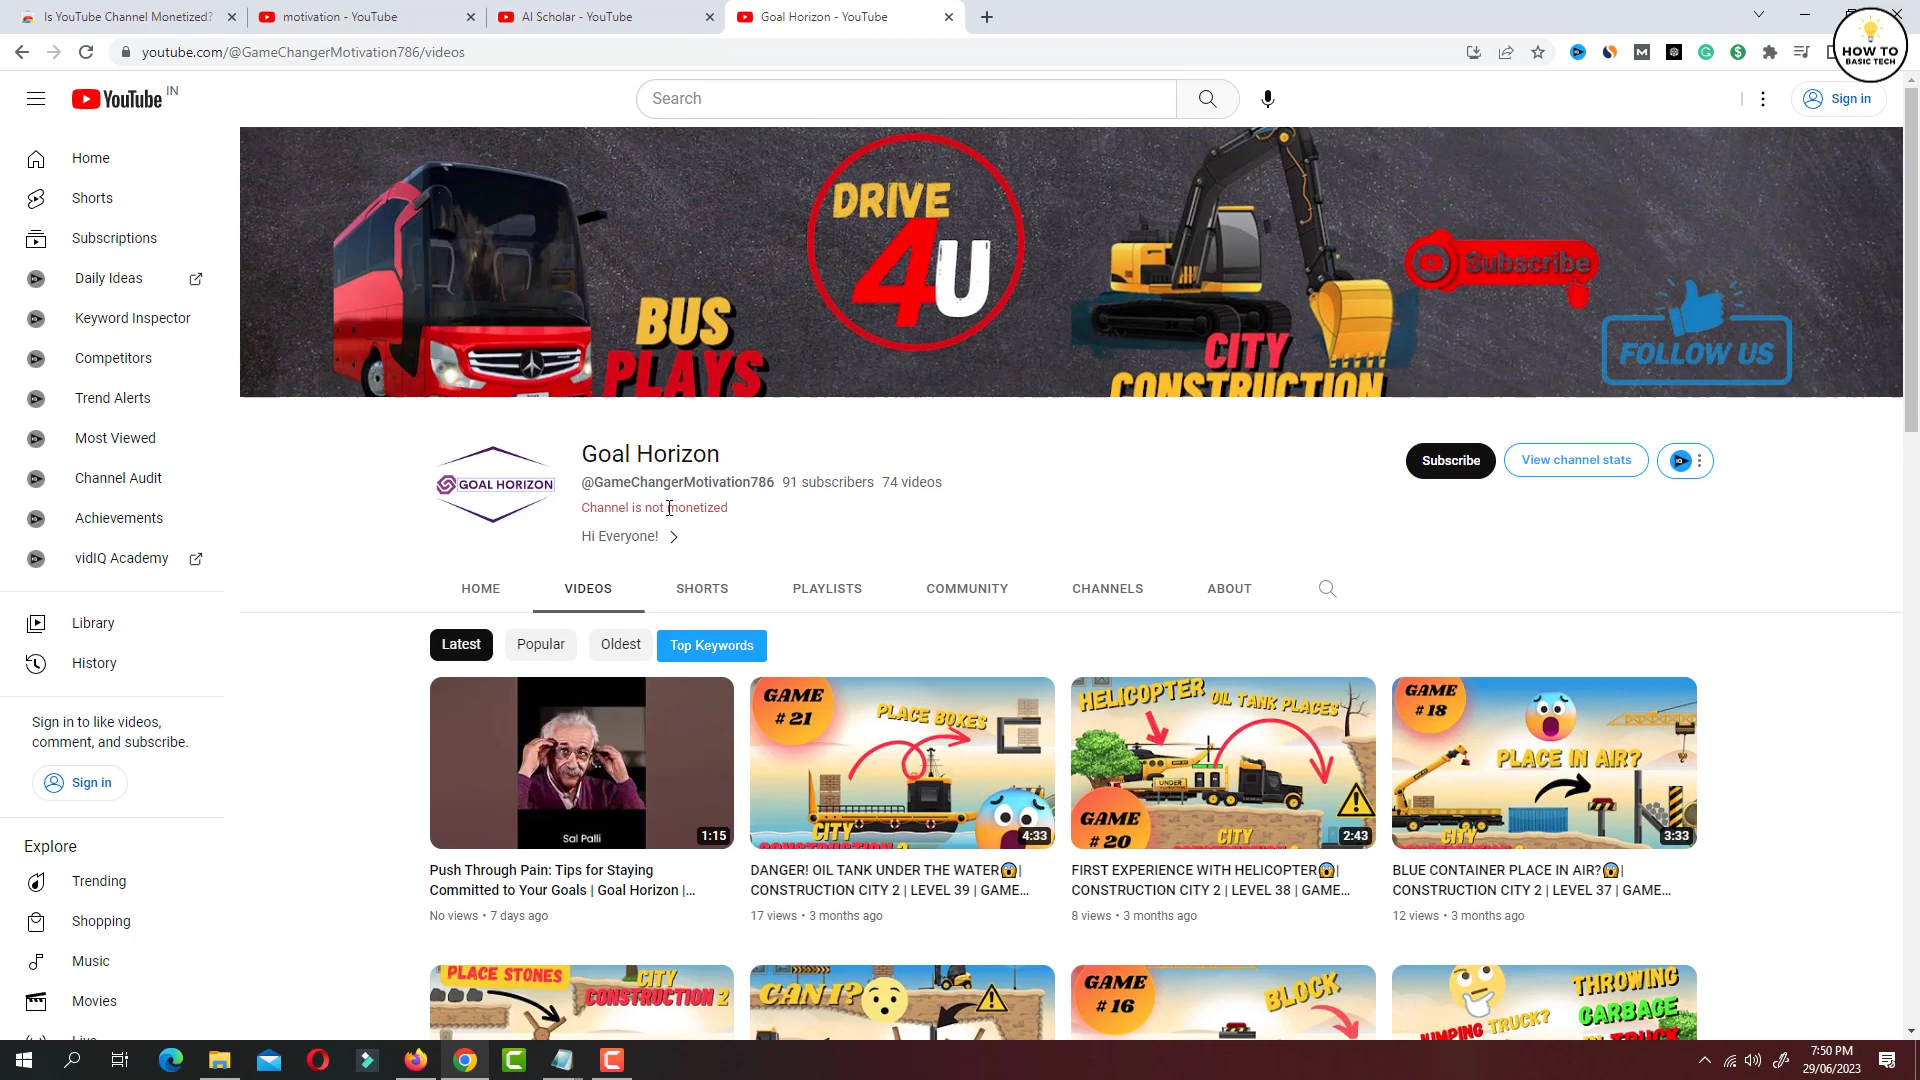 Is YouTube Channel Monetized?
motivation - YouTube
AI Scholar - YouTube
Goal Horizon - YouTube
youtube.com/@GameChangerMotivation786/videos
HOW TO
BASIC TECH
YouTube IN
Search
Sign in
Home
Shorts
Subscriptions
Daily Ideas
Keyword Inspector
Competitors
Trend Alerts
Most Viewed
Channel Audit
Achievements
vidIQ Academy
Library
History
Sign in to like videos,
comment, and subscribe.
Sign in
Explore
Trending
Shopping
Music
Movies
DRIVE
4U
BUS
PLAYS
CITY
CONSTRUCTION
Subscribe
FOLLOW US
GOAL HORIZON
Goal Horizon
@GameChangerMotivation786 91 subscribers 74 videos
Channel is not monetized
Hi Everyone!
Subscribe
View channel stats
HOME
VIDEOS
SHORTS
PLAYLISTS
COMMUNITY
CHANNELS
ABOUT
Latest
Popular
Oldest
Top Keywords
Sal Palli
1:15
Push Through Pain: Tips for Staying
Committed to Your Goals | Goal Horizon |...
No views • 7 days ago
GAME
# 21
PLACE BOXES
CITY
CONSTRUCTION 2
4:33
DANGER! OIL TANK UNDER THE WATER😱|
CONSTRUCTION CITY 2 | LEVEL 39 | GAME...
17 views • 3 months ago
HELICOPTER OIL TANK PLACES
UNDER
GAME
# 20
CITY
2:43
FIRST EXPERIENCE WITH HELICOPTER😱|
CONSTRUCTION CITY 2 | LEVEL 38 | GAME...
8 views • 3 months ago
GAME
# 18
PLACE IN AIR?
CITY
3:33
BLUE CONTAINER PLACE IN AIR?😱|
CONSTRUCTION CITY 2 | LEVEL 37 | GAME...
12 views • 3 months ago
PLACE STONES
CITY
CONSTRUCTION 2
CAN I?
GAME
# 16
BLOCK
JUMPING TRUCK?
THROWING
GARBAGE
IN TRUCK
7:50 PM
29/06/2023